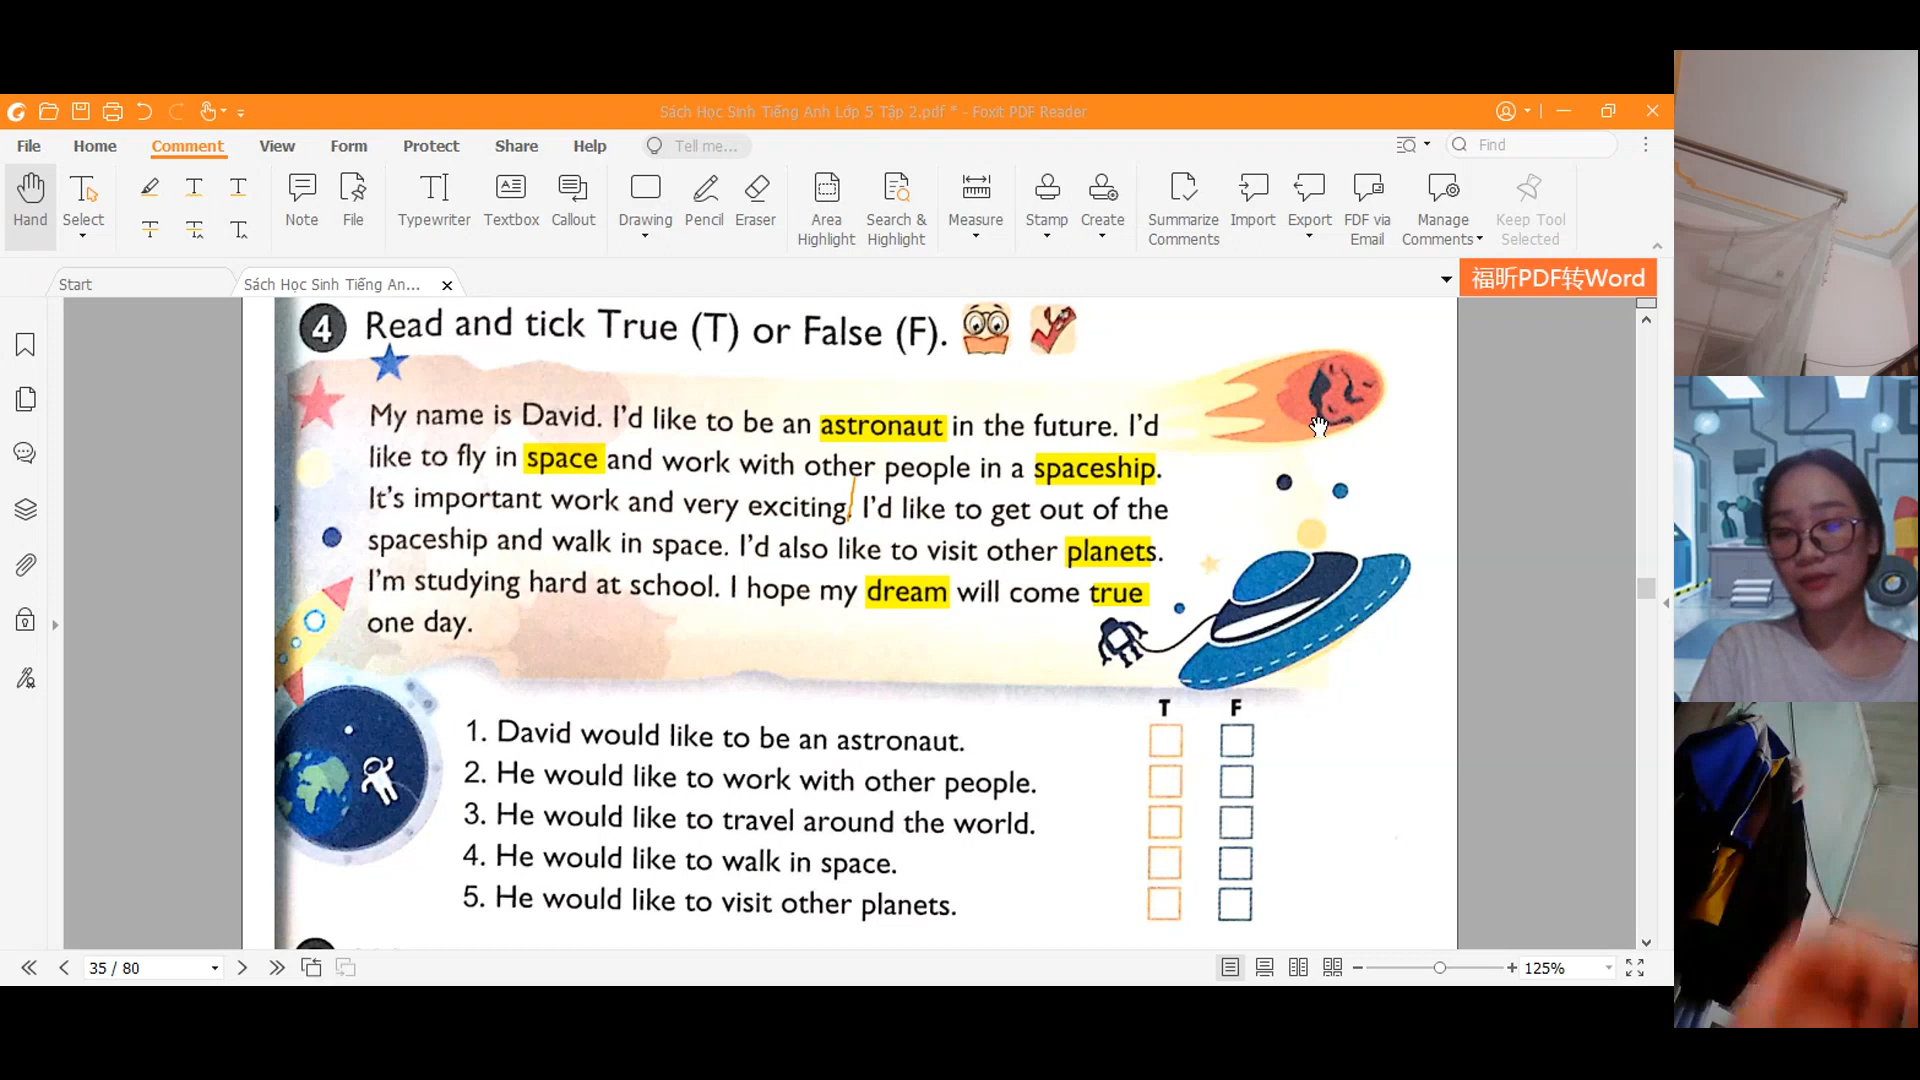 Sách Học Sinh Tiếng Anh Lớp 5 Tập 2.pdf * - Foxit PDF Reader
File Home Comment View Form Protect Share Help Tell me... Find
Hand Select Note File Typewriter Textbox Callout Drawing Pencil Eraser Area Highlight Search & Highlight Measure Stamp Create Summarize Comments Import Export FDF via Email Manage Comments Keep Tool Selected
Start Sách Học Sinh Tiếng An... 福昕PDF转Word
4 Read and tick True (T) or False (F).
My name is David. I'd like to be an astronaut in the future. I'd
like to fly in space and work with other people in a spaceship.
It's important work and very exciting. I'd like to get out of the
spaceship and walk in space. I'd also like to visit other planets.
I'm studying hard at school. I hope my dream will come true
one day.
T F
1. David would like to be an astronaut.
2. He would like to work with other people.
3. He would like to travel around the world.
4. He would like to walk in space.
5. He would like to visit other planets.
35 / 80 125%